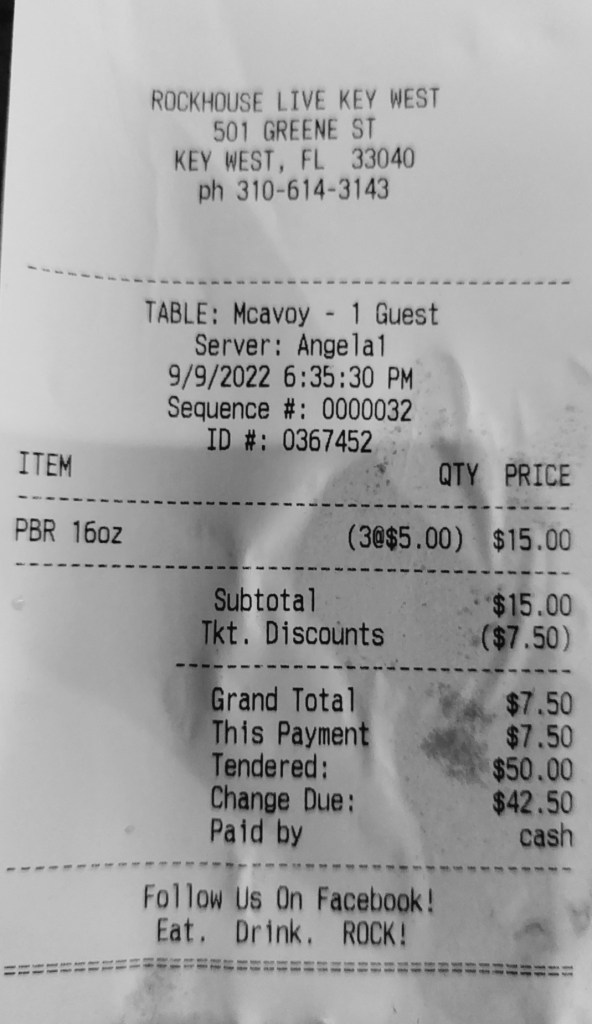 ROCKHOUSE LIVE KEY WEST
501 GREENE ST
KEY WEST, FL 33040
ph 310-614-3143
TABLE: Mcavoy - 1 Guest
Server: Angela1
9/9/2022 6:35:30 PM
Sequence #: 0000032
ID #: 0367452
ITEM QTY PRICE
PBR 16oz (3@$5.00) $15.00
Subtotal $15.00
Tkt. Discounts ($7.50)
Grand Total $7.50
This Payment $7.50
Tendered: $50.00
Change Due: $42.50
Paid by cash
Follow Us On Facebook!
Eat. Drink. ROCK!